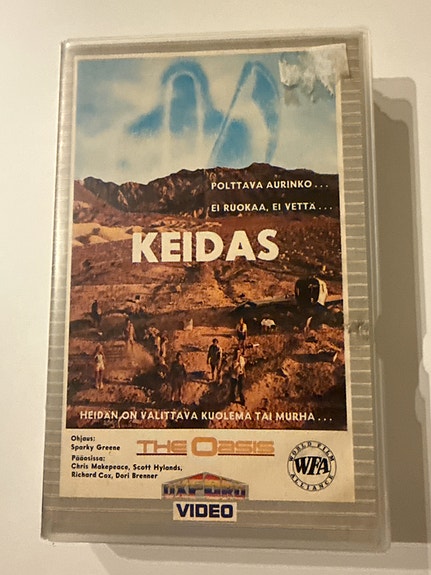 POLTTAVA AURINKO...
EI RUOKAA, EI VETTÄ...
KEIDAS
HEIDÄN ON VALITTAVA KUOLEMA TAI MURHA...
Ohjaus:
Sparky Greene
Pääosissa:
Chris Makepeace, Scott Hylands,
Richard Cox, Dori Brenner
THE OASIS
WORLD FILM
WFA
ALLIANCE
OXFORD
VIDEO